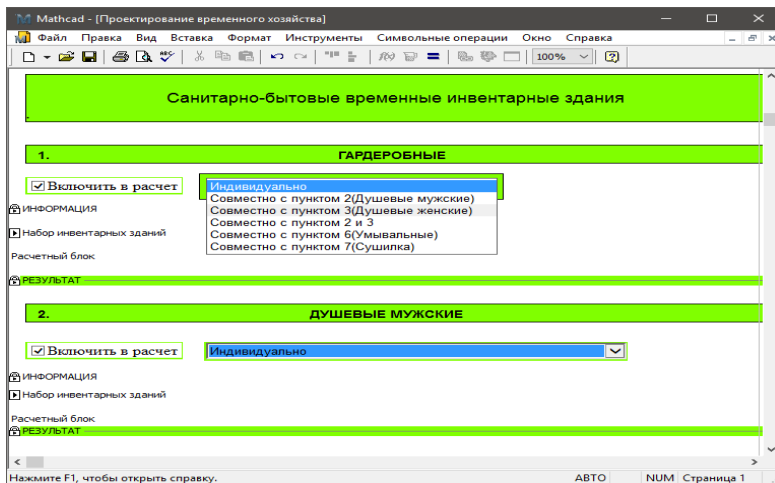 Mathcad - [Проектирование временного хозяйства]
Файл Правка Вид Вставка Формат Инструменты Символьные операции Окно Справка
100%
Санитарно-бытовые временные инвентарные здания
1. ГАРДЕРОБНЫЕ
Включить в расчет
Индивидуально
Совместно с пунктом 2(Душевые мужские)
Совместно с пунктом 3(Душевые женские)
Совместно с пунктом 2 и 3
Совместно с пунктом 6(Умывальные)
Совместно с пунктом 7(Сушилка)
ИНФОРМАЦИЯ
Набор инвентарных зданий
Расчетный блок
РЕЗУЛЬТАТ
2. ДУШЕВЫЕ МУЖСКИЕ
Включить в расчет Индивидуально
ИНФОРМАЦИЯ
Набор инвентарных зданий
Расчетный блок
РЕЗУЛЬТАТ
Нажмите F1, чтобы открыть справку. АВТО NUM Страница 1